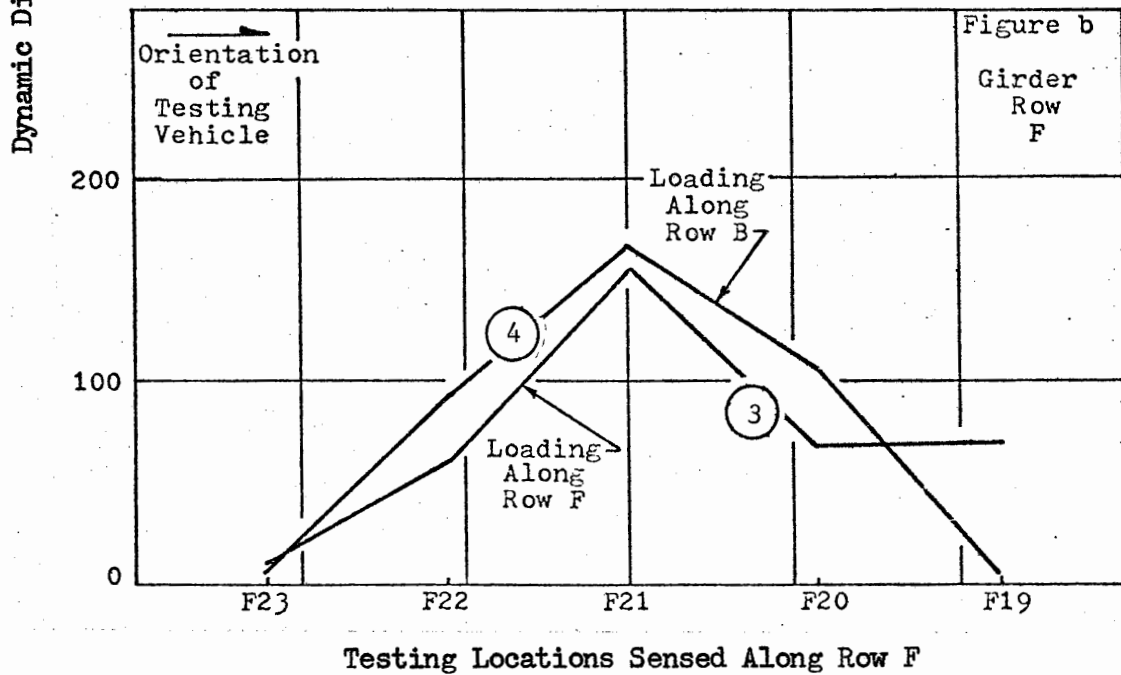 Dynamic
Orientation
of
Testing
Vehicle
Figure b
Girder
Row
F
200
Loading
Along
Row B
4
100
3
Loading
Along
Row F
0
F23 F22 F21 F20 F19
Testing Locations Sensed Along Row F